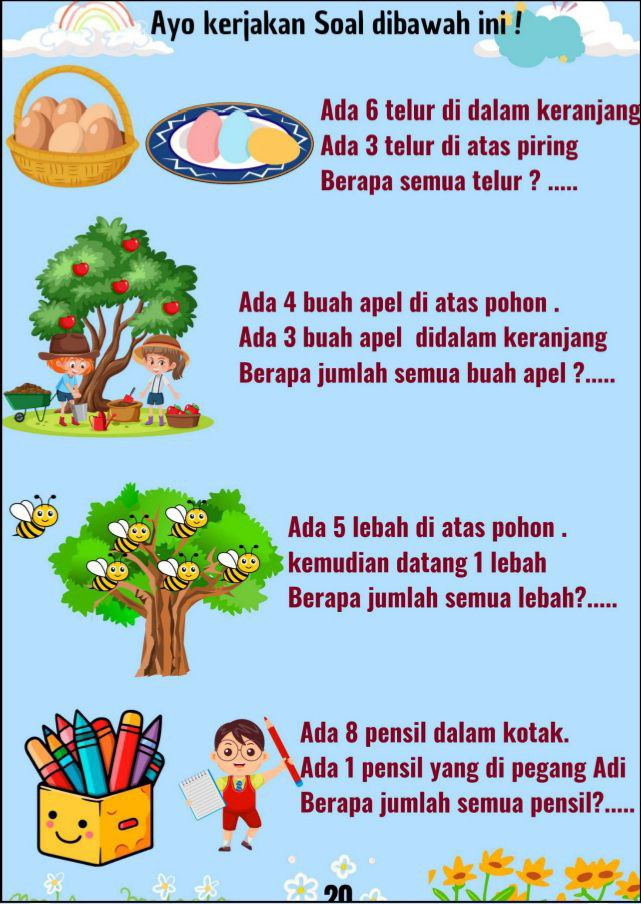 Ayo kerjakan Soal dibawah ini !
Ada 6 telur di dalam keranjang
Ada 3 telur di atas piring
Berapa semua telur ? .....
Ada 4 buah apel di atas pohon .
Ada 3 buah apel didalam keranjang
Berapa jumlah semua buah apel ?.....
Ada 5 lebah di atas pohon .
kemudian datang 1 lebah
Berapa jumlah semua lebah?.....
Ada 8 pensil dalam kotak.
Ada 1 pensil yang di pegang Adi
Berapa jumlah semua pensil?.....
20